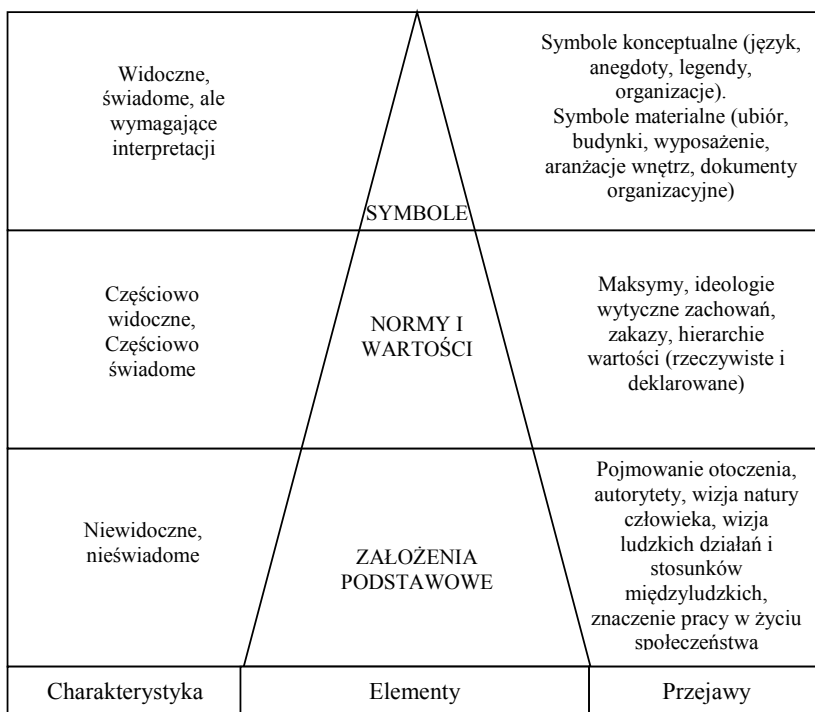 Widoczne,
świadome, ale
wymagające
interpretacji
SYMBOLE
Symbole konceptualne (język,
anegdoty, legendy,
organizacje).
Symbole materialne (ubiór,
budynki, wyposażenie,
aranżacje wnętrz, dokumenty
organizacyjne)
Częściowo
widoczne,
Częściowo
świadome
NORMY I
WARTOŚCI
Maksymy, ideologie
wytyczne zachowań,
zakazy, hierarchie
wartości (rzeczywiste i
deklarowane)
Niewidoczne,
nieświadome
ZAŁOŻENIA
PODSTAWOWE
Pojmowanie otoczenia,
autorytety, wizja natury
człowieka, wizja
ludzkich działań i
stosunków
międzyludzkich,
znaczenie pracy w życiu
społeczeństwa
Charakterystyka
Elementy
Przejawy